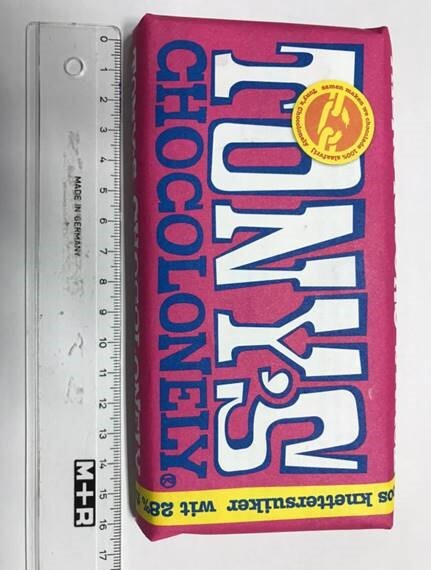 TONY'S
CHOCOLONELY®
samen maken we chocolade 100% slaafvrij
Tony's Chocolonely
os knettersuiker wit 28%
0 1 2 3 4 5 6 7 8 9 10 11 12 13 14 15 16 17
MADE IN GERMANY
M+R